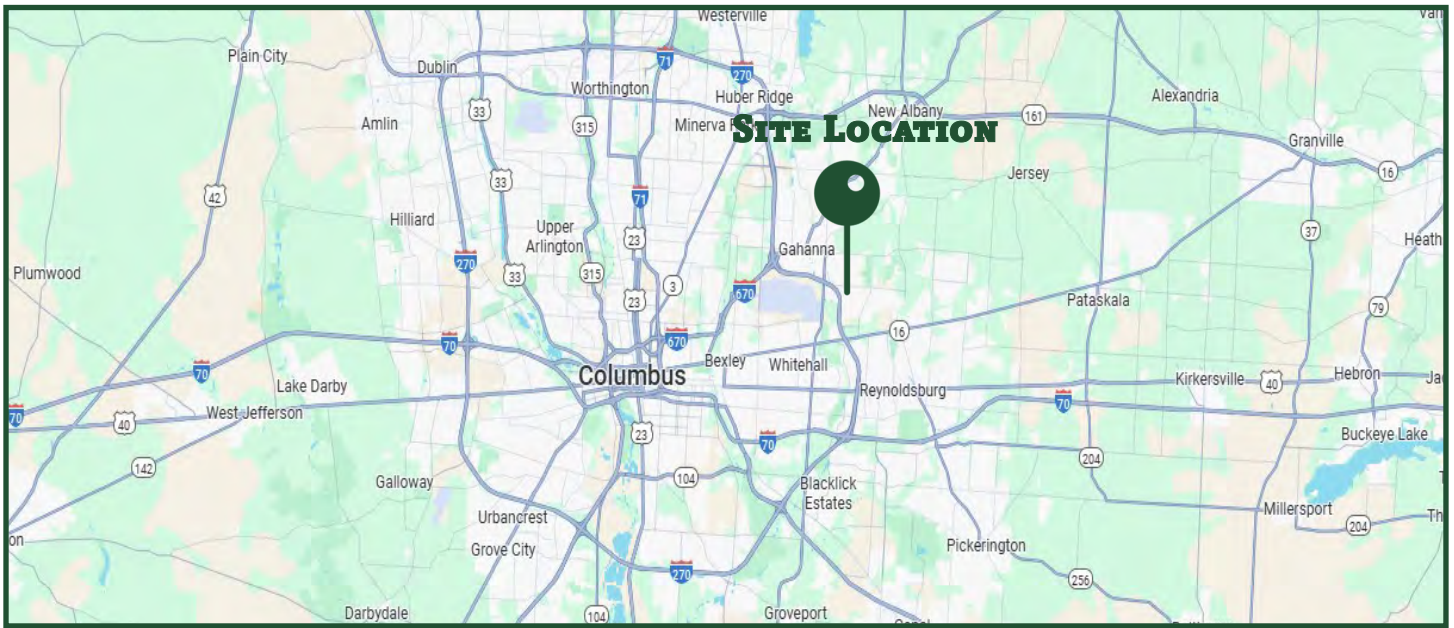 Westerville
Plain City
71
Dublin
270
Worthington
Huber Ridge
Alexandria
33
New Albany
161
Amlin
315
Minerva
SITE LOCATION
Granville
16
Jersey
33
42
71
Hilliard
Upper
Arlington
37
23
Gahanna
Heath
270
Plumwood
33
315
3
670
23
Pataskala
79
16
70
670
Bexley
Whitehall
70
Columbus
Kirkersville
40
Hebron
Lake Darby
Reynoldsburg
70
70
West Jefferson
40
23
70
Buckeye Lake
204
142
104
Galloway
Blacklick
Estates
Urbancrest
Millersport
204
Grove City
Pickerington
270
256
Darbydale
104
Groveport